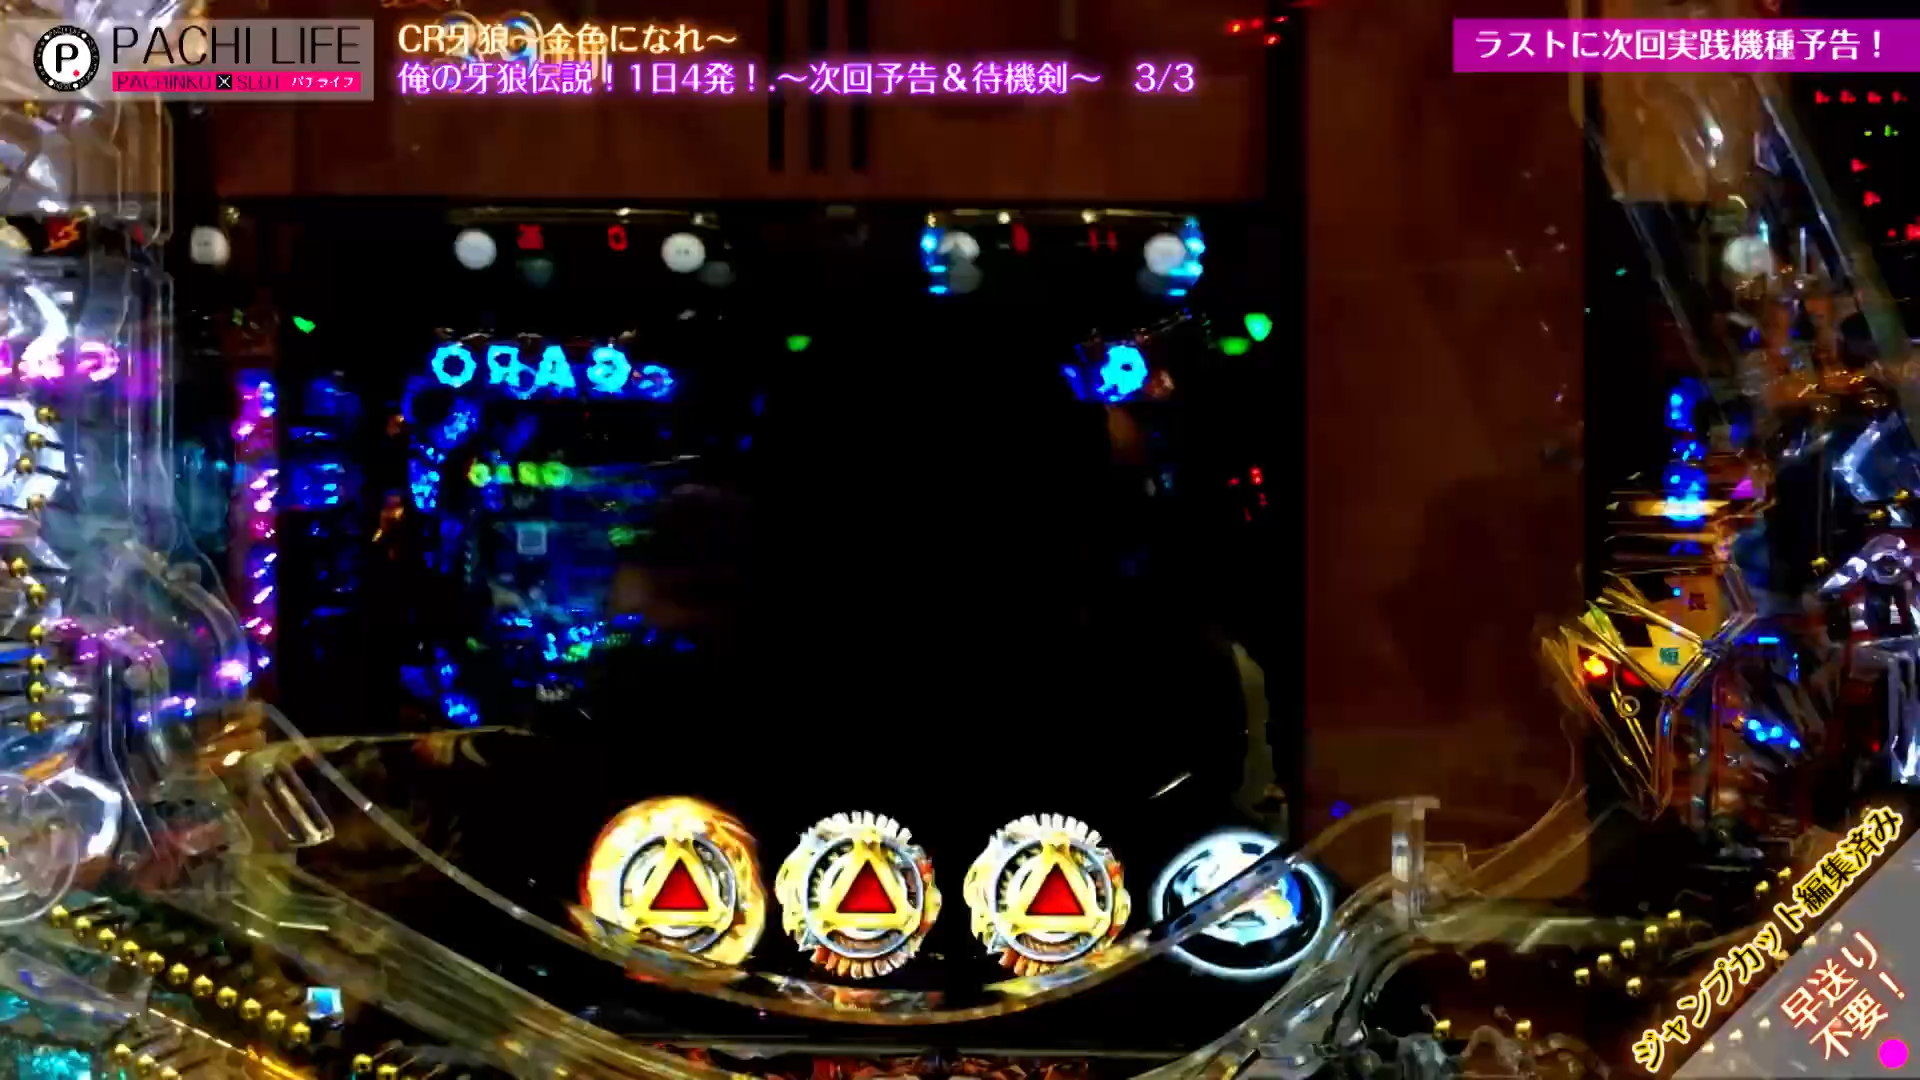 PACHI LIFE
PACHINKO X SLOT パチライフ
CR牙狼～金色になれ～
俺の牙狼伝説！1日4発！.～次回予告＆待機剣～　3/3
ラストに次回実践機種予告！
ORAG
ジャンプカット編集済み
早送り
不要！